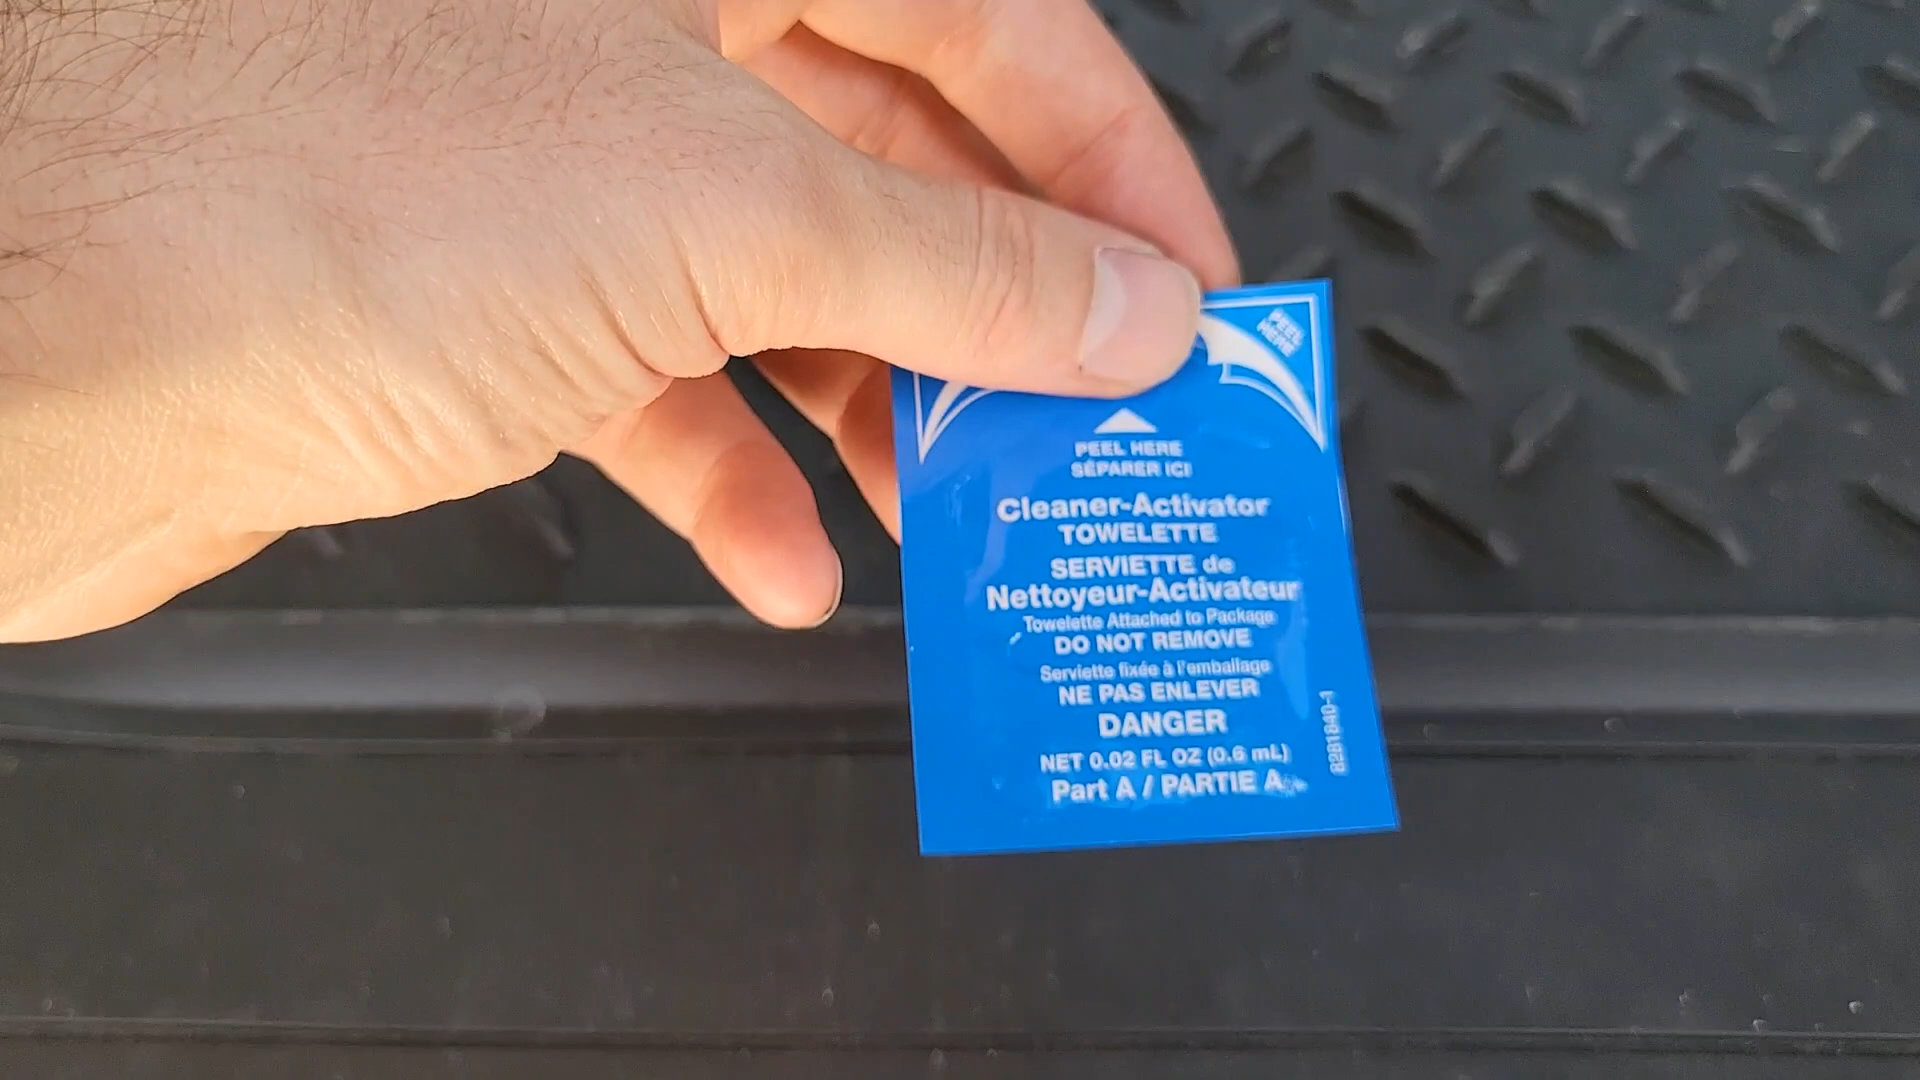 PEEL
HERE
PEEL HERE
SÉPARER ICI
Cleaner-Activator
TOWELETTE
SERVIETTE de
Nettoyeur-Activateur
Towelette Attached to Package
DO NOT REMOVE
Serviette fixée à l'emballage
NE PAS ENLEVER
DANGER
NET 0.02 FL OZ (0.6 mL)
Part A / PARTIE A
8281840-1